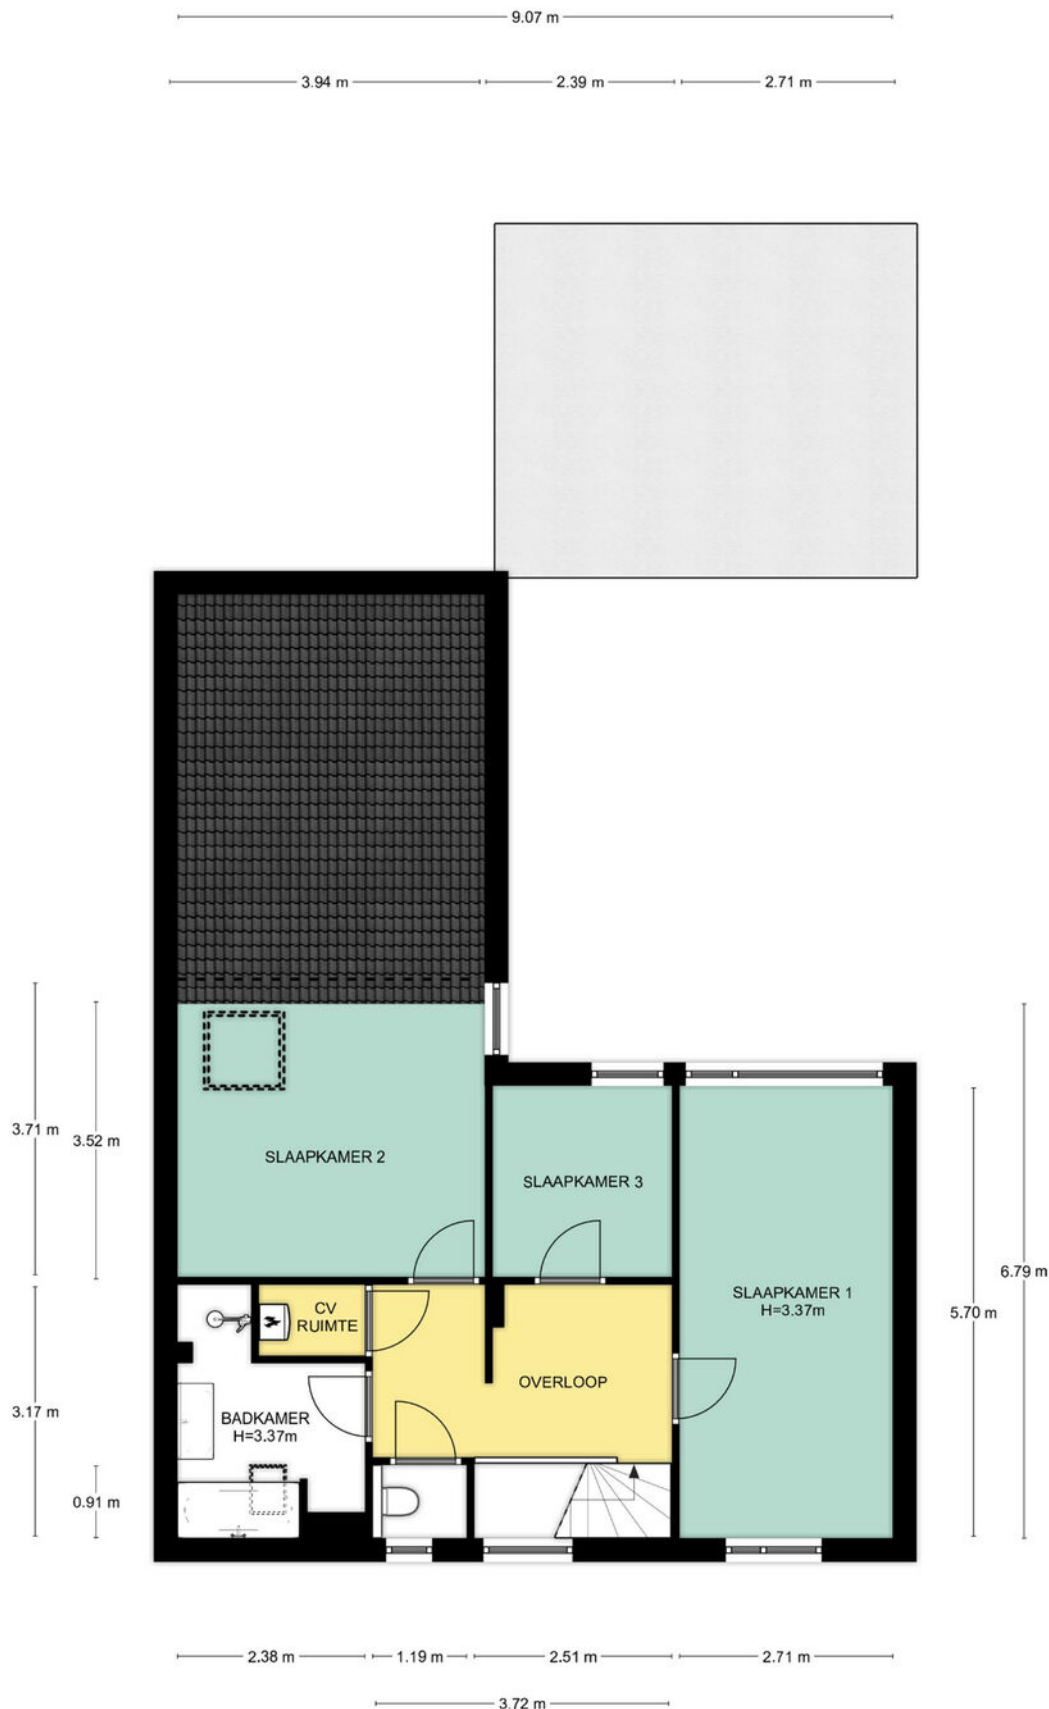 9.07 m
3.94 m
2.39 m
2.71 m
3.71 m
3.52 m
SLAAPKAMER 2
SLAAPKAMER 3
SLAAPKAMER 1
H=3.37m
6.79 m
5.70 m
CV
RUIMTE
OVERLOOP
BADKAMER
H=3.37m
3.17 m
0.91 m
2.38 m
1.19 m
2.51 m
2.71 m
3.72 m